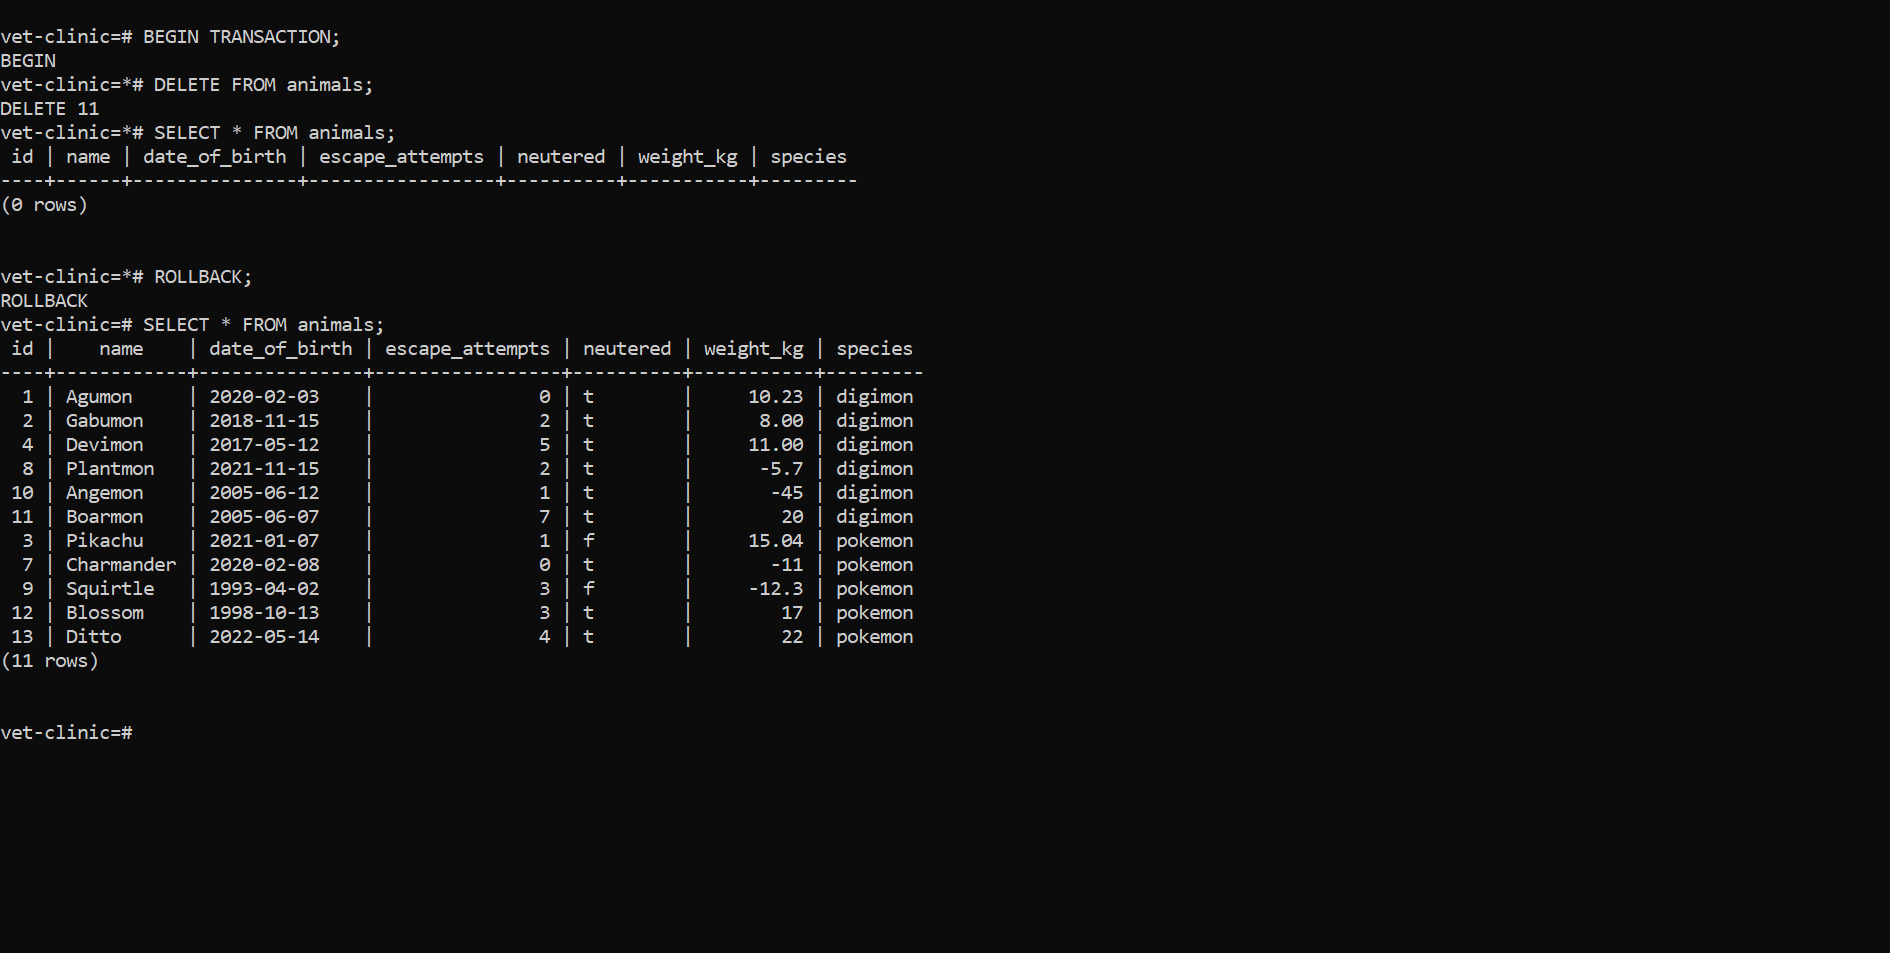 vet-clinic=# BEGIN TRANSACTION;
BEGIN
vet-clinic=*# DELETE FROM animals;
DELETE 11
vet-clinic=*# SELECT * FROM animals;
 id | name | date_of_birth | escape_attempts | neutered | weight_kg | species
----+------+---------------+-----------------+----------+-----------+---------
(0 rows)
vet-clinic=*# ROLLBACK;
ROLLBACK
vet-clinic=# SELECT * FROM animals;
 id |    name    | date_of_birth | escape_attempts | neutered | weight_kg | species
----+------------+---------------+-----------------+----------+-----------+---------
  1 | Agumon     | 2020-02-03    |               0 | t        |     10.23 | digimon
  2 | Gabumon    | 2018-11-15    |               2 | t        |      8.00 | digimon
  4 | Devimon    | 2017-05-12    |               5 | t        |     11.00 | digimon
  8 | Plantmon   | 2021-11-15    |               2 | t        |      -5.7 | digimon
 10 | Angemon    | 2005-06-12    |               1 | t        |       -45 | digimon
 11 | Boarmon    | 2005-06-07    |               7 | t        |        20 | digimon
  3 | Pikachu    | 2021-01-07    |               1 | f        |     15.04 | pokemon
  7 | Charmander | 2020-02-08    |               0 | t        |       -11 | pokemon
  9 | Squirtle   | 1993-04-02    |               3 | f        |     -12.3 | pokemon
 12 | Blossom    | 1998-10-13    |               3 | t        |        17 | pokemon
 13 | Ditto      | 2022-05-14    |               4 | t        |        22 | pokemon
(11 rows)
vet-clinic=#